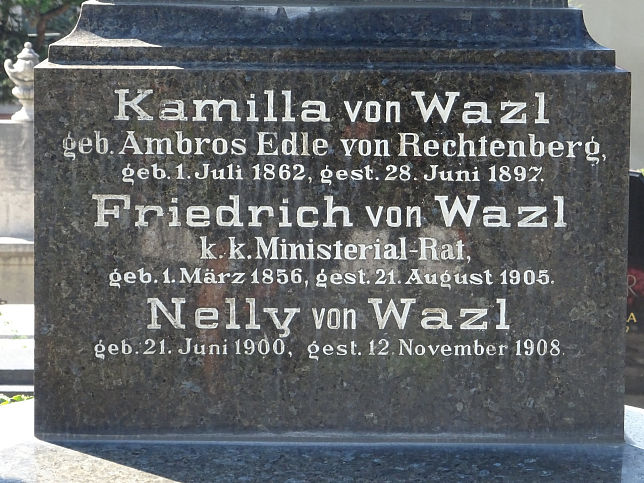 Kamilla von Wazl
geb. Ambros Edle von Rechtenberg,
geb. 1. Juli 1862, gest. 28. Juni 1897.
Friedrich von Wazl
k. k. Ministerial-Rat,
geb. 1. März 1856, gest. 21. August 1905.
Nelly von Wazl
geb. 21. Juni 1900, gest. 12. November 1908.